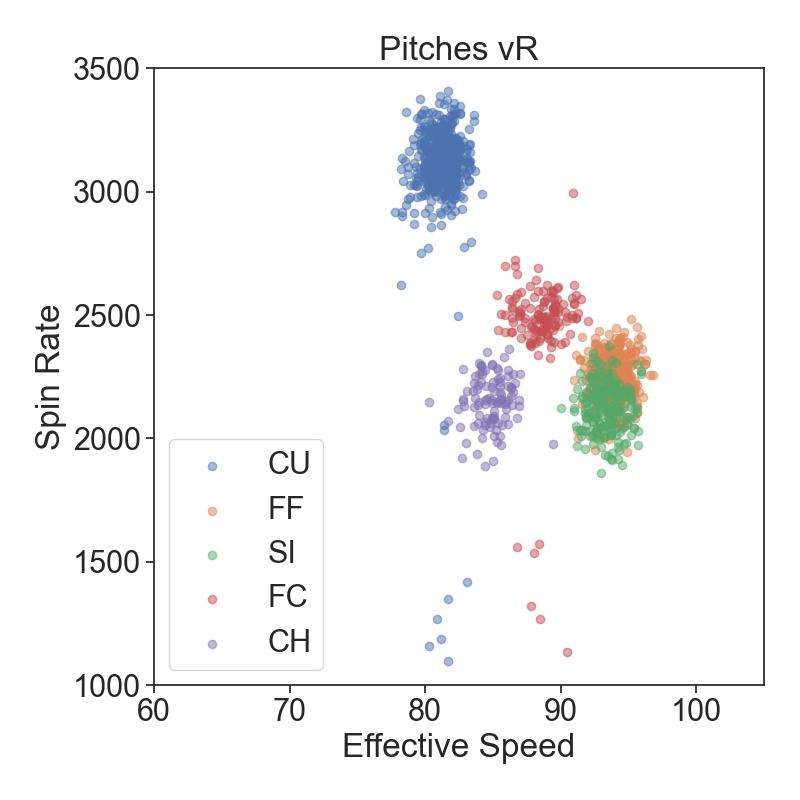 Pitches vR
3500
3000
2500
2000
1500
1000
Spin Rate
CU
FF
SI
FC
CH
60 70 80 90 100
Effective Speed